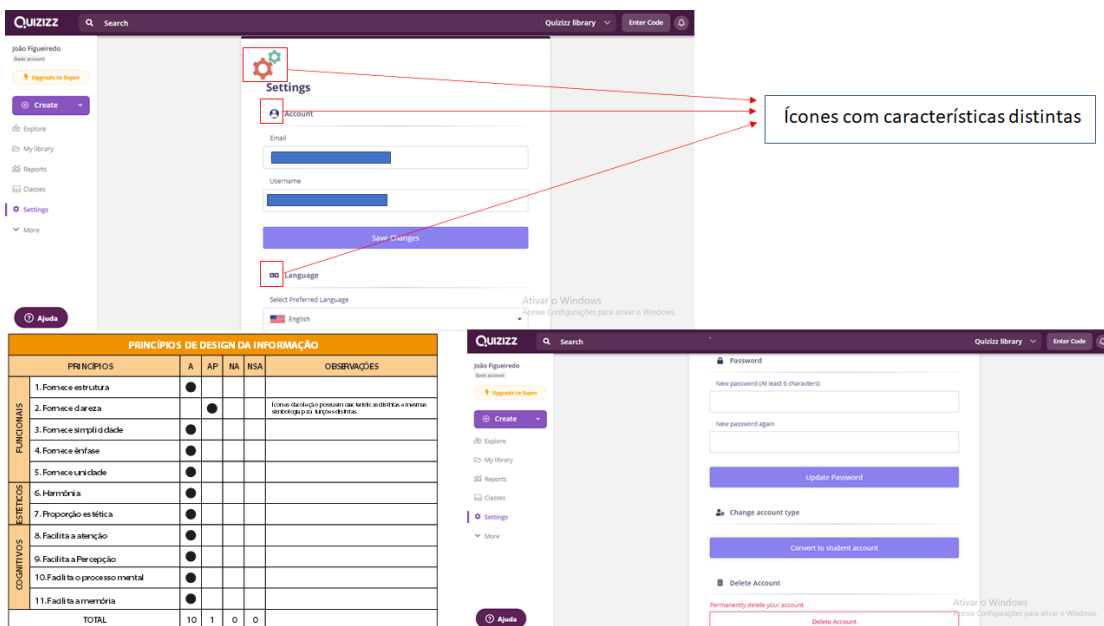 QUIZIZZ
Search
Quizizz library
Enter Code
João Figueiredo
Basic account
Upgrade to Super
Create
Explore
My library
Reports
Classes
Settings
More
Ajuda
Settings
Account
Email
Username
Save Changes
Language
Select Preferred Language
English
Ativar o Windows
Acesse Configurações para ativar o Windows.
Ícones com características distintas
PRINCÍPIOS DE DESIGN DA INFORMAÇÃO
PRINCÍPIOS A AP NA NSA OBSERVAÇÕES
FUNCIONAIS
1. Fornece estrutura
2. Fornece clareza
Ícones da coleção possuem características distintas e mesmas
simbologia para funções distintas.
3. Fornece simplicidade
4. Fornece ênfase
5. Fornece unidade
ESTÉTICOS
6. Harmônia
7. Proporção estética
COGNITIVOS
8. Facilita a atenção
9. Facilita a Percepção
10. Facilita o processo mental
11. Facilita a memória
TOTAL 10 1 0 0
QUIZIZZ
Search
Quizizz library
Enter Code
João Figueiredo
Basic account
Upgrade to Super
Create
Explore
My library
Reports
Classes
Settings
More
Ajuda
Password
New password (At least 6 characters)
New password again
Update Password
Change account type
Convert to student account
Delete Account
Permanently delete your account
Delete Account
Ativar o Windows
Acesse Configurações para ativar o Windows.